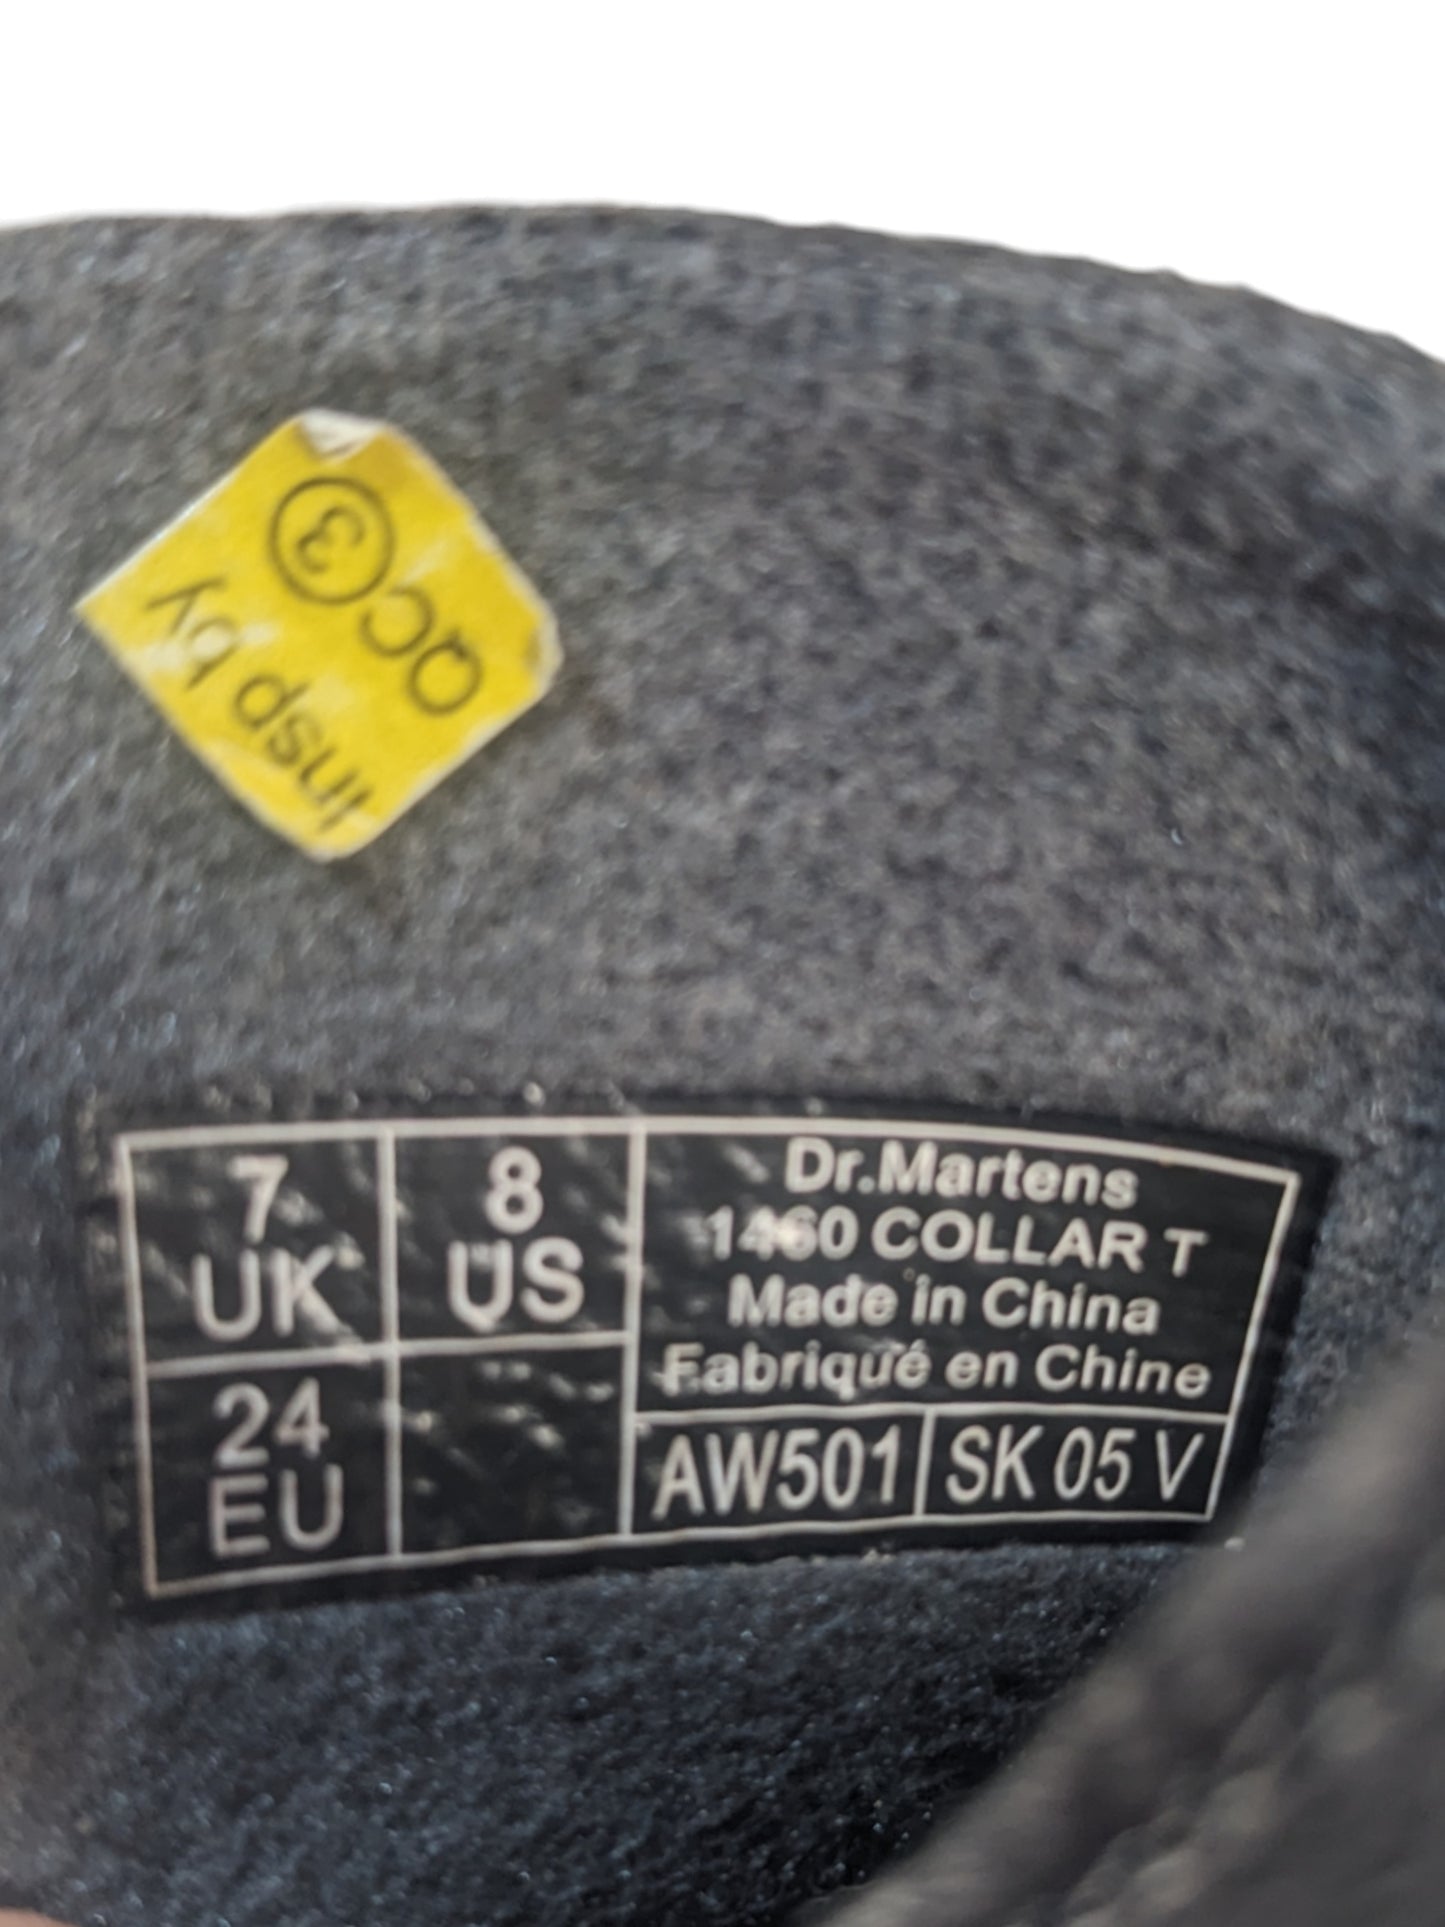 Insp by
QC 3
7
UK
8
US
24
EU
Dr.Martens
1460 COLLAR T
Made in China
Fabriqué en Chine
AW501
SK 05 V